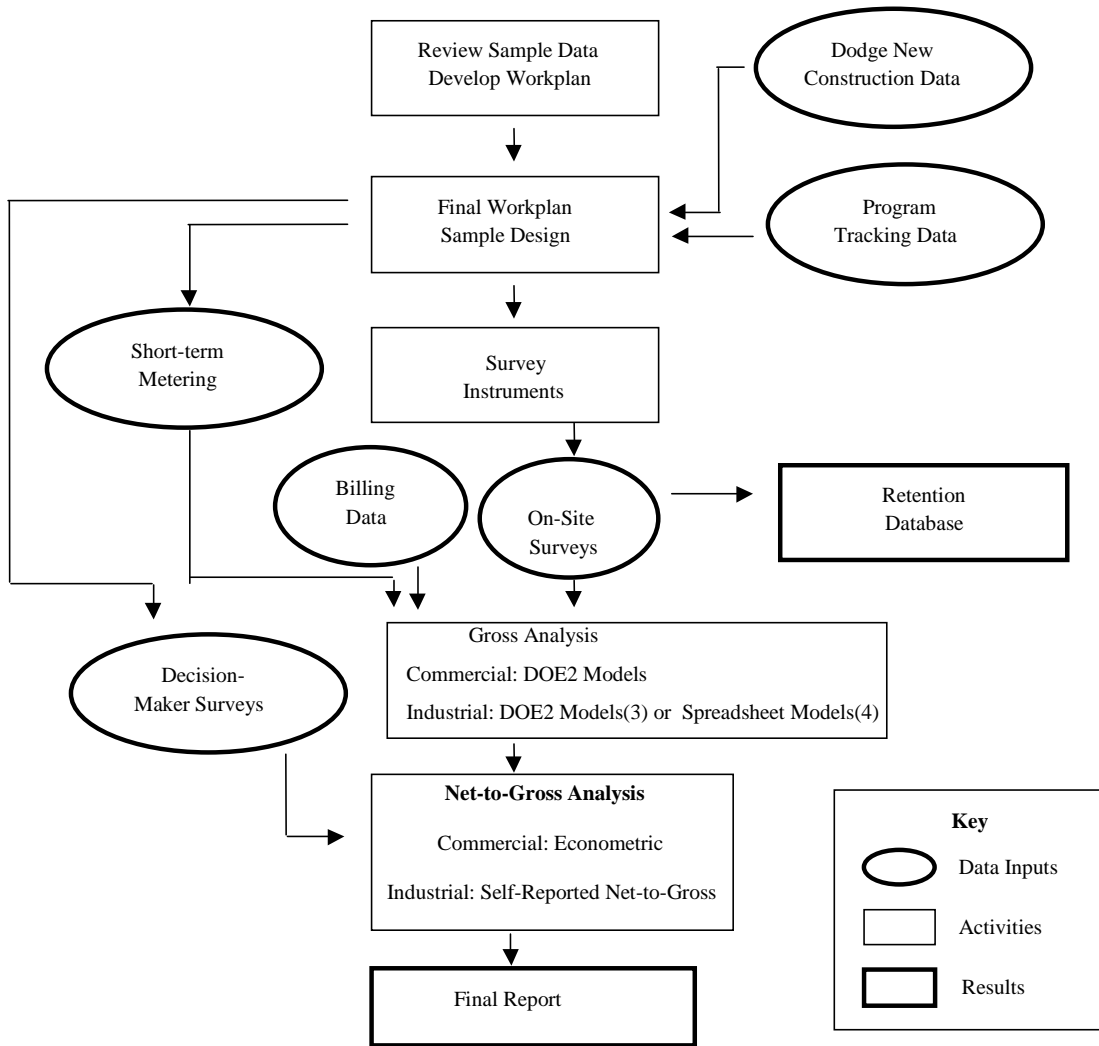 Review Sample Data
Develop Workplan
Dodge New
Construction Data
Final Workplan
Sample Design
Program
Tracking Data
Short-term
Metering
Survey
Instruments
Billing
Data
On-Site
Surveys
Retention
Database
Gross Analysis
Commercial: DOE2 Models
Industrial: DOE2 Models(3) or Spreadsheet Models(4)
Decision-
Maker Surveys
Net-to-Gross Analysis
Commercial: Econometric
Industrial: Self-Reported Net-to-Gross
Final Report
Key
Data Inputs
Activities
Results